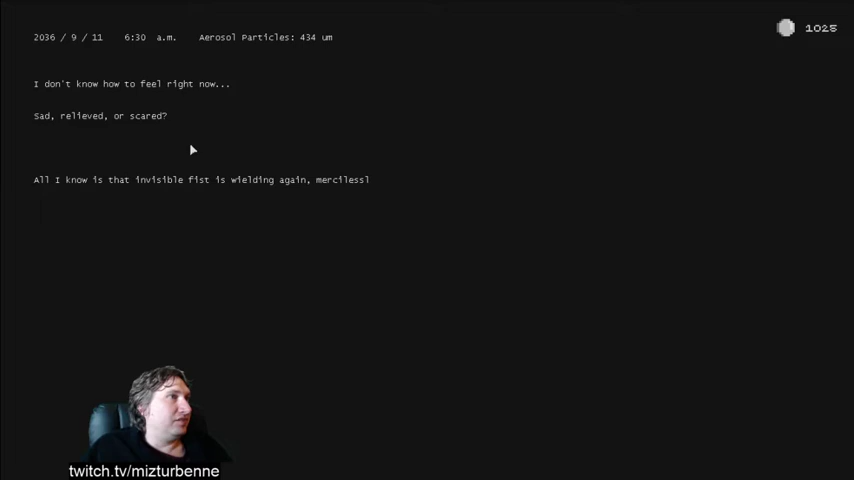 2036 / 9 / 11 6:30 a.m. Aerosol Particles: 434 um
1025
I don't know how to feel right now...
Sad, relieved, or scared?
All I know is that invisible fist is wielding again, mercilessl
twitch.tv/mizturbenne